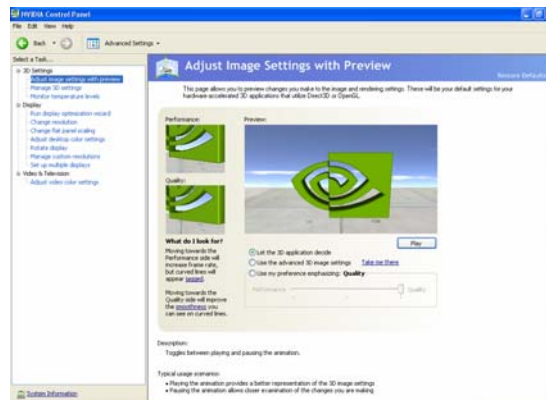 NVIDIA Control Panel
File Edit View Help
Back
Advanced Settings
Select a Task...
3D Settings
Adjust image settings with preview
Manage 3D settings
Monitor temperature levels
Display
Run display optimization wizard
Change resolution
Change flat panel scaling
Adjust desktop color settings
Rotate display
Manage custom resolutions
Set up multiple displays
Video & Television
Adjust video color settings
System Information
Adjust Image Settings with Preview
Restore Defaults
This page allows you to preview changes you make to the image and rendering settings. These will be your default settings for your
hardware accelerated 3D applications that utilize Direct3D or OpenGL.
Performance:
Quality:
What do I look for?
Moving towards the
Performance side will
increase frame rate,
but curved lines will
appear jagged.
Moving towards the
Quality side will improve
the smoothness you
can see on curved lines.
Preview:
Play
Let the 3D application decide
Use the advanced 3D image settings Take me there
Use my preference emphasizing: Quality
Performance Quality
Description:
Toggles between playing and pausing the animation.
Typical usage scenarios:
• Playing the animation provides a better representation of the 3D image settings
• Pausing the animation allows closer examination of the changes you are making